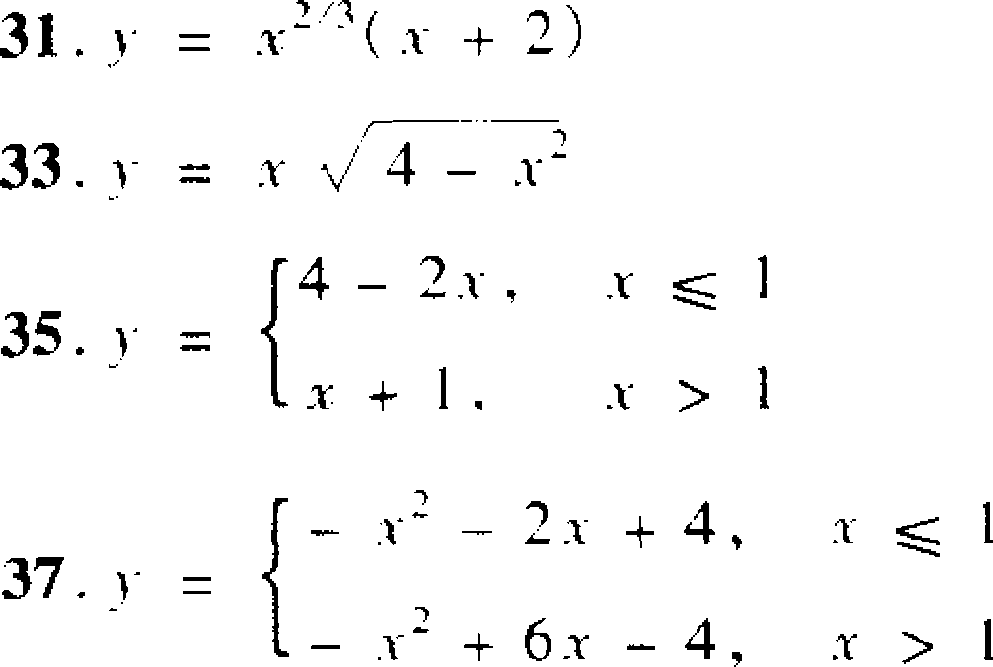 31. y = x^{2/3}(x + 2)
33. y = x √(4 − x²)
35. y = { 4 − 2x, x ⩽ 1
x + 1, x > 1
37. y = { − x² − 2x + 4, x ⩽ 1
− x² + 6x − 4, x > 1